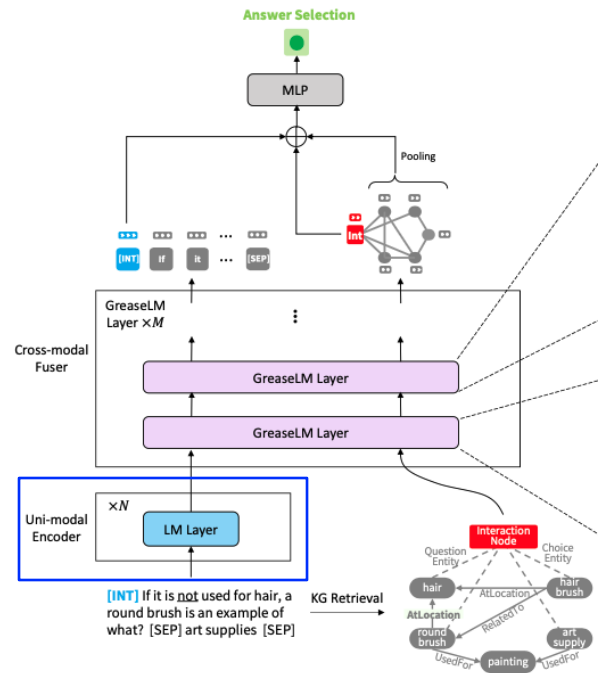 Answer Selection
MLP
Pooling
[INT] If it ... [SEP]
Int
GreaseLM
Layer ×M
Cross-modal
Fuser
GreaseLM Layer
GreaseLM Layer
×N
Uni-modal
Encoder
LM Layer
Interaction
Node
Question
Entity
Choice
Entity
hair
hair
brush
AtLocation
AtLocation
RelatedTo
round
brush
art
supply
UsedFor
painting
UsedFor
[INT] If it is not used for hair, a
round brush is an example of
what? [SEP] art supplies [SEP]
KG Retrieval